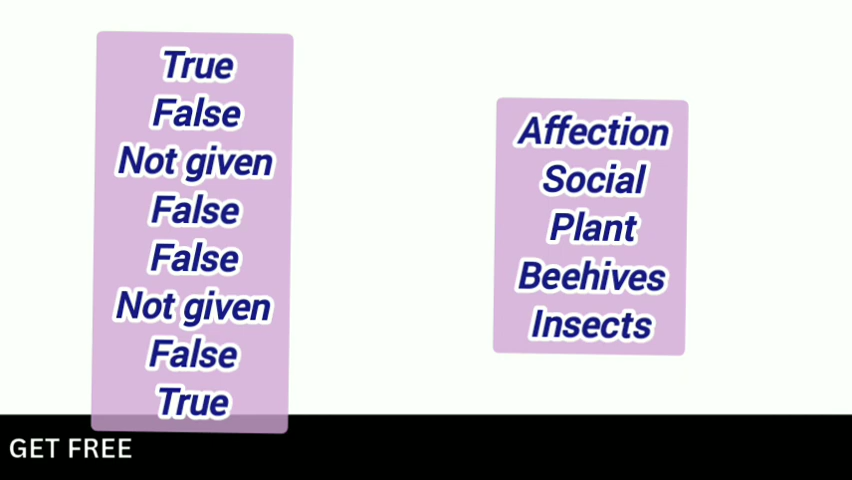 True
False
Not given
False
False
Not given
False
True
Affection
Social
Plant
Beehives
Insects
GET FREE